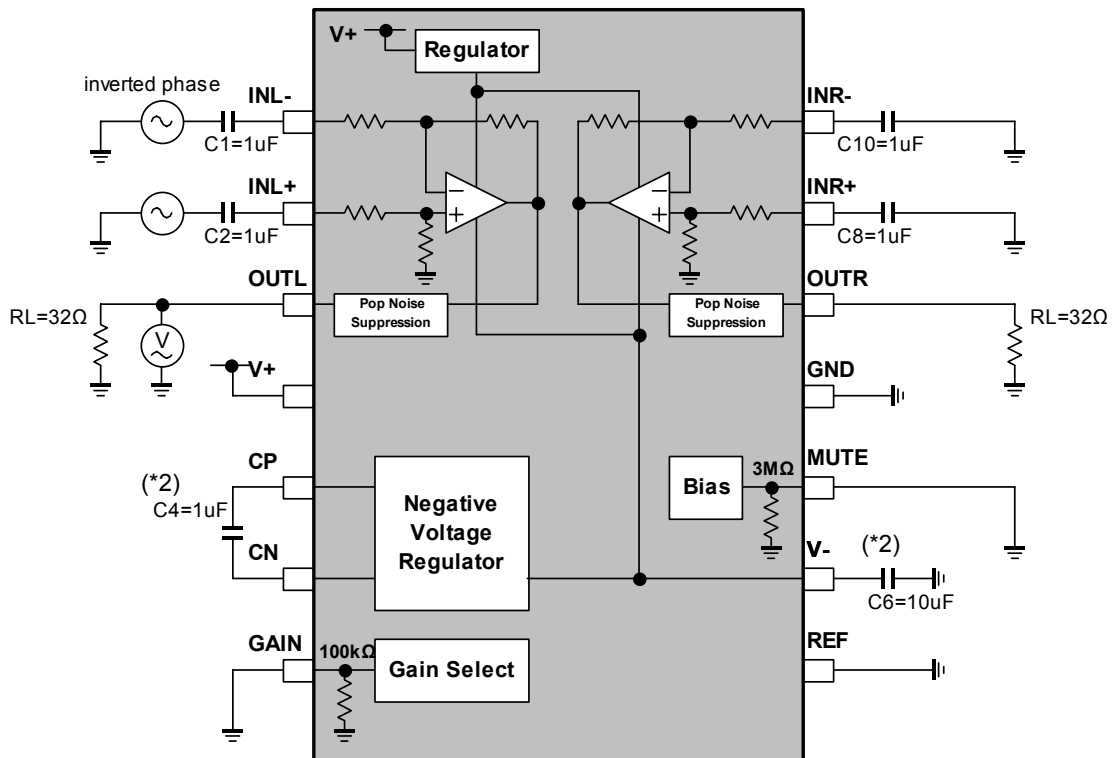 V+
Regulator
inverted phase
INL-
INR-
C1=1uF
C10=1uF
INL+
INR+
−
+
−
+
C2=1uF
C8=1uF
OUTL
OUTR
Pop Noise
Suppression
Pop Noise
Suppression
RL=32Ω
RL=32Ω
V
V+
GND
CP
MUTE
(*2)
C4=1uF
Negative
Voltage
Regulator
Bias
3MΩ
CN
V-
(*2)
C6=10uF
GAIN
REF
100kΩ
Gain Select